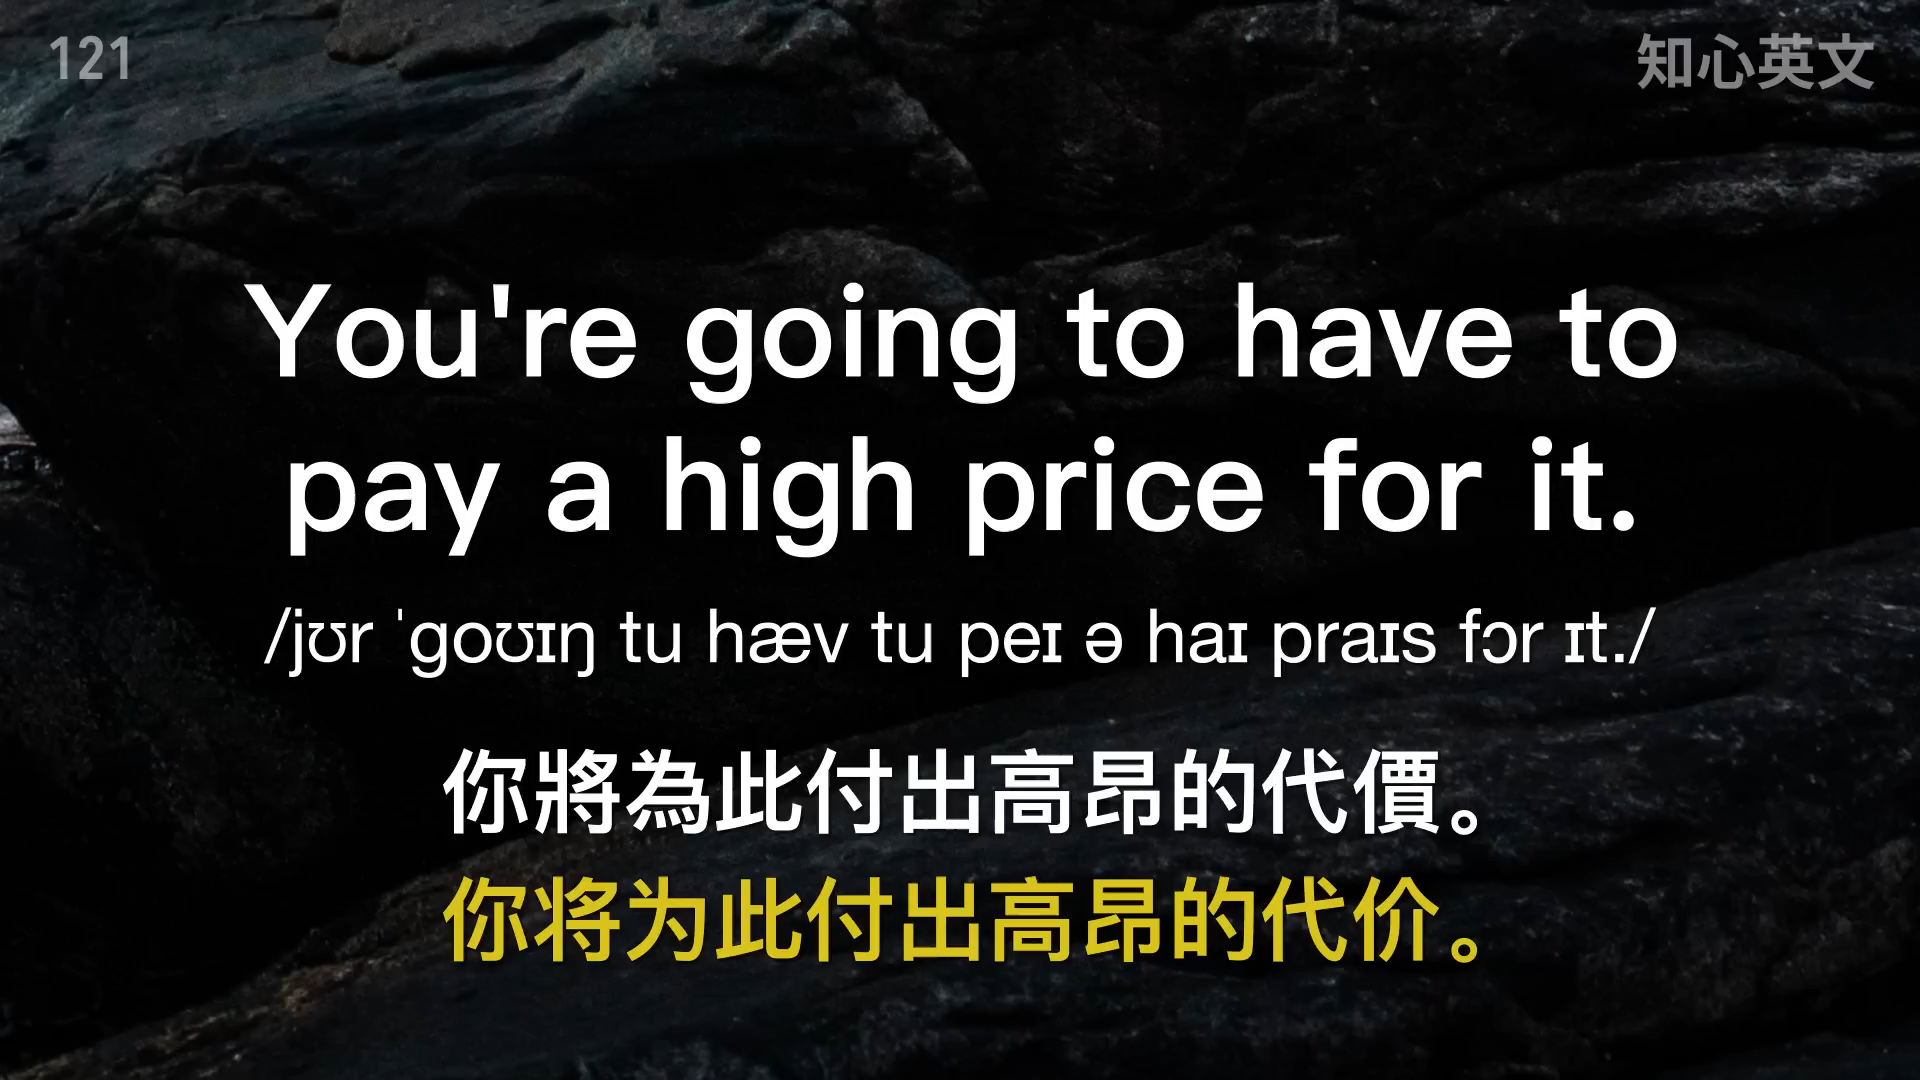 121
知心英文
You're going to have to
pay a high price for it.
/jʊr ˈɡoʊɪŋ tu hæv tu peɪ ə haɪ praɪs fɔr ɪt./
你將為此付出高昂的代價。
你将为此付出高昂的代价。